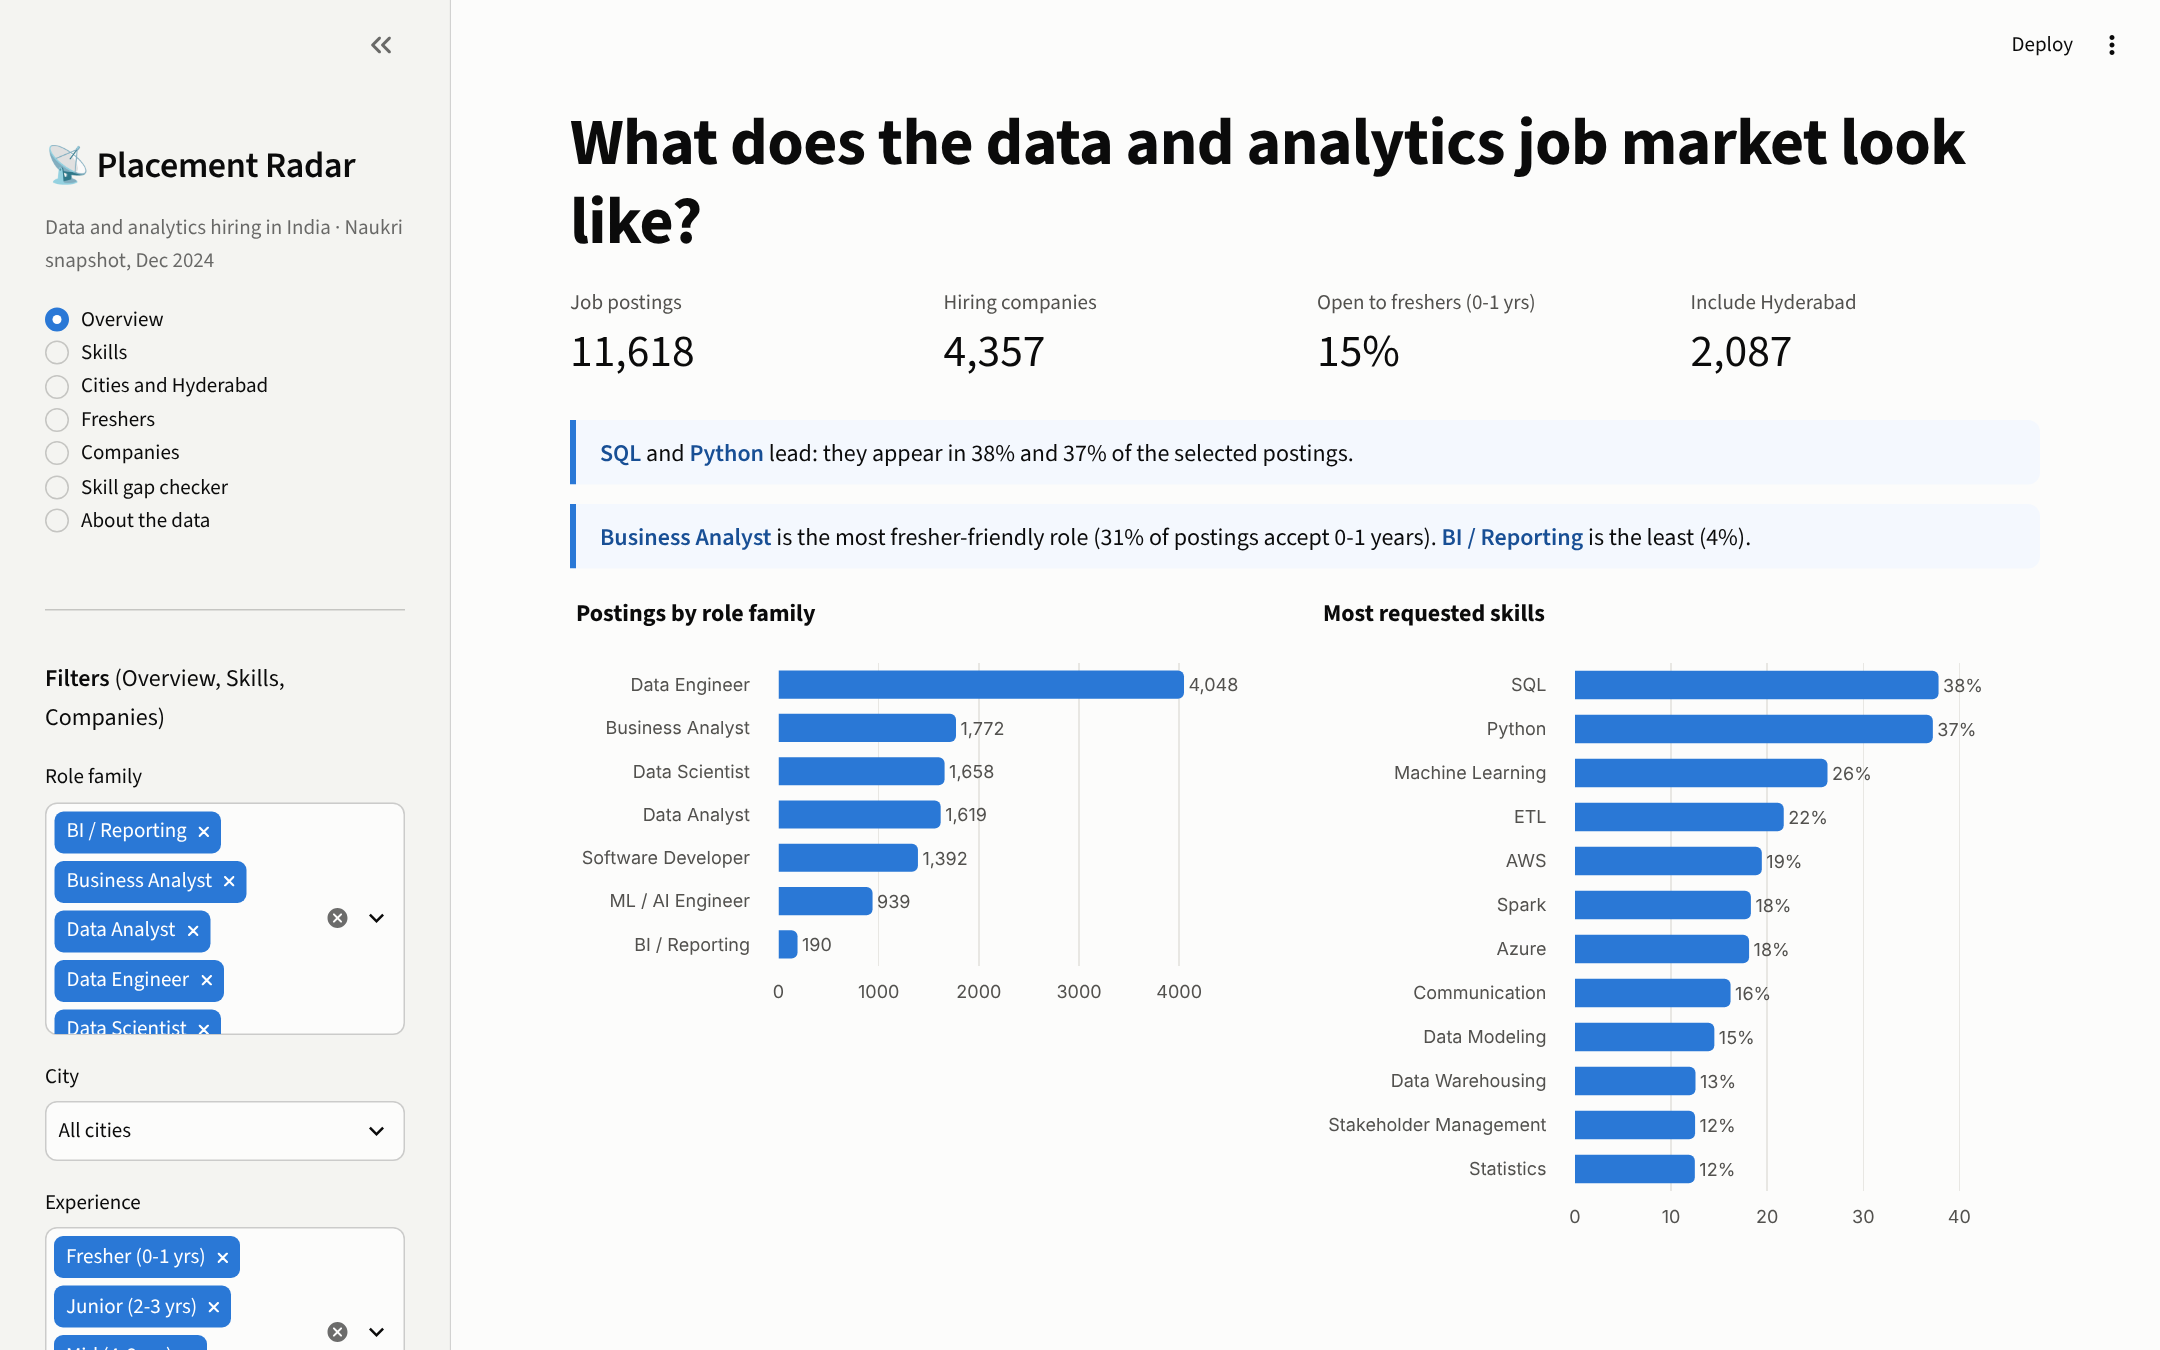 Deploy
📡 Placement Radar
Data and analytics hiring in India · Naukri
snapshot, Dec 2024
Overview
Skills
Cities and Hyderabad
Freshers
Companies
Skill gap checker
About the data
Filters (Overview, Skills,
Companies)
Role family
BI / Reporting ×
Business Analyst ×
Data Analyst ×
Data Engineer ×
Data Scientist ×
City
All cities
Experience
Fresher (0-1 yrs) ×
Junior (2-3 yrs) ×
What does the data and analytics job market look
like?
Job postings
11,618
Hiring companies
4,357
Open to freshers (0-1 yrs)
15%
Include Hyderabad
2,087
SQL and Python lead: they appear in 38% and 37% of the selected postings.
Business Analyst is the most fresher-friendly role (31% of postings accept 0-1 years). BI / Reporting is the least (4%).
Postings by role family
Data Engineer 4,048
Business Analyst 1,772
Data Scientist 1,658
Data Analyst 1,619
Software Developer 1,392
ML / AI Engineer 939
BI / Reporting 190
0 1000 2000 3000 4000
Most requested skills
SQL 38%
Python 37%
Machine Learning 26%
ETL 22%
AWS 19%
Spark 18%
Azure 18%
Communication 16%
Data Modeling 15%
Data Warehousing 13%
Stakeholder Management 12%
Statistics 12%
0 10 20 30 40